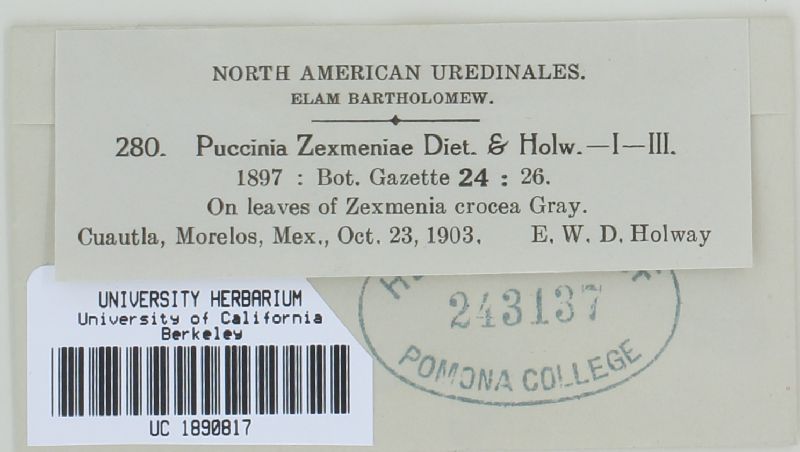 NORTH AMERICAN UREDINALES.
ELAM BARTHOLOMEW.
280. Puccinia Zexmeniae Diet. & Holw.—I—III.
1897 : Bot. Gazette 24 : 26.
On leaves of Zexmenia crocea Gray.
Cuautla, Morelos, Mex., Oct. 23, 1903. E. W. D. Holway
UNIVERSITY HERBARIUM
University of California
Berkeley
UC 1890817
243137
POMONA COLLEGE